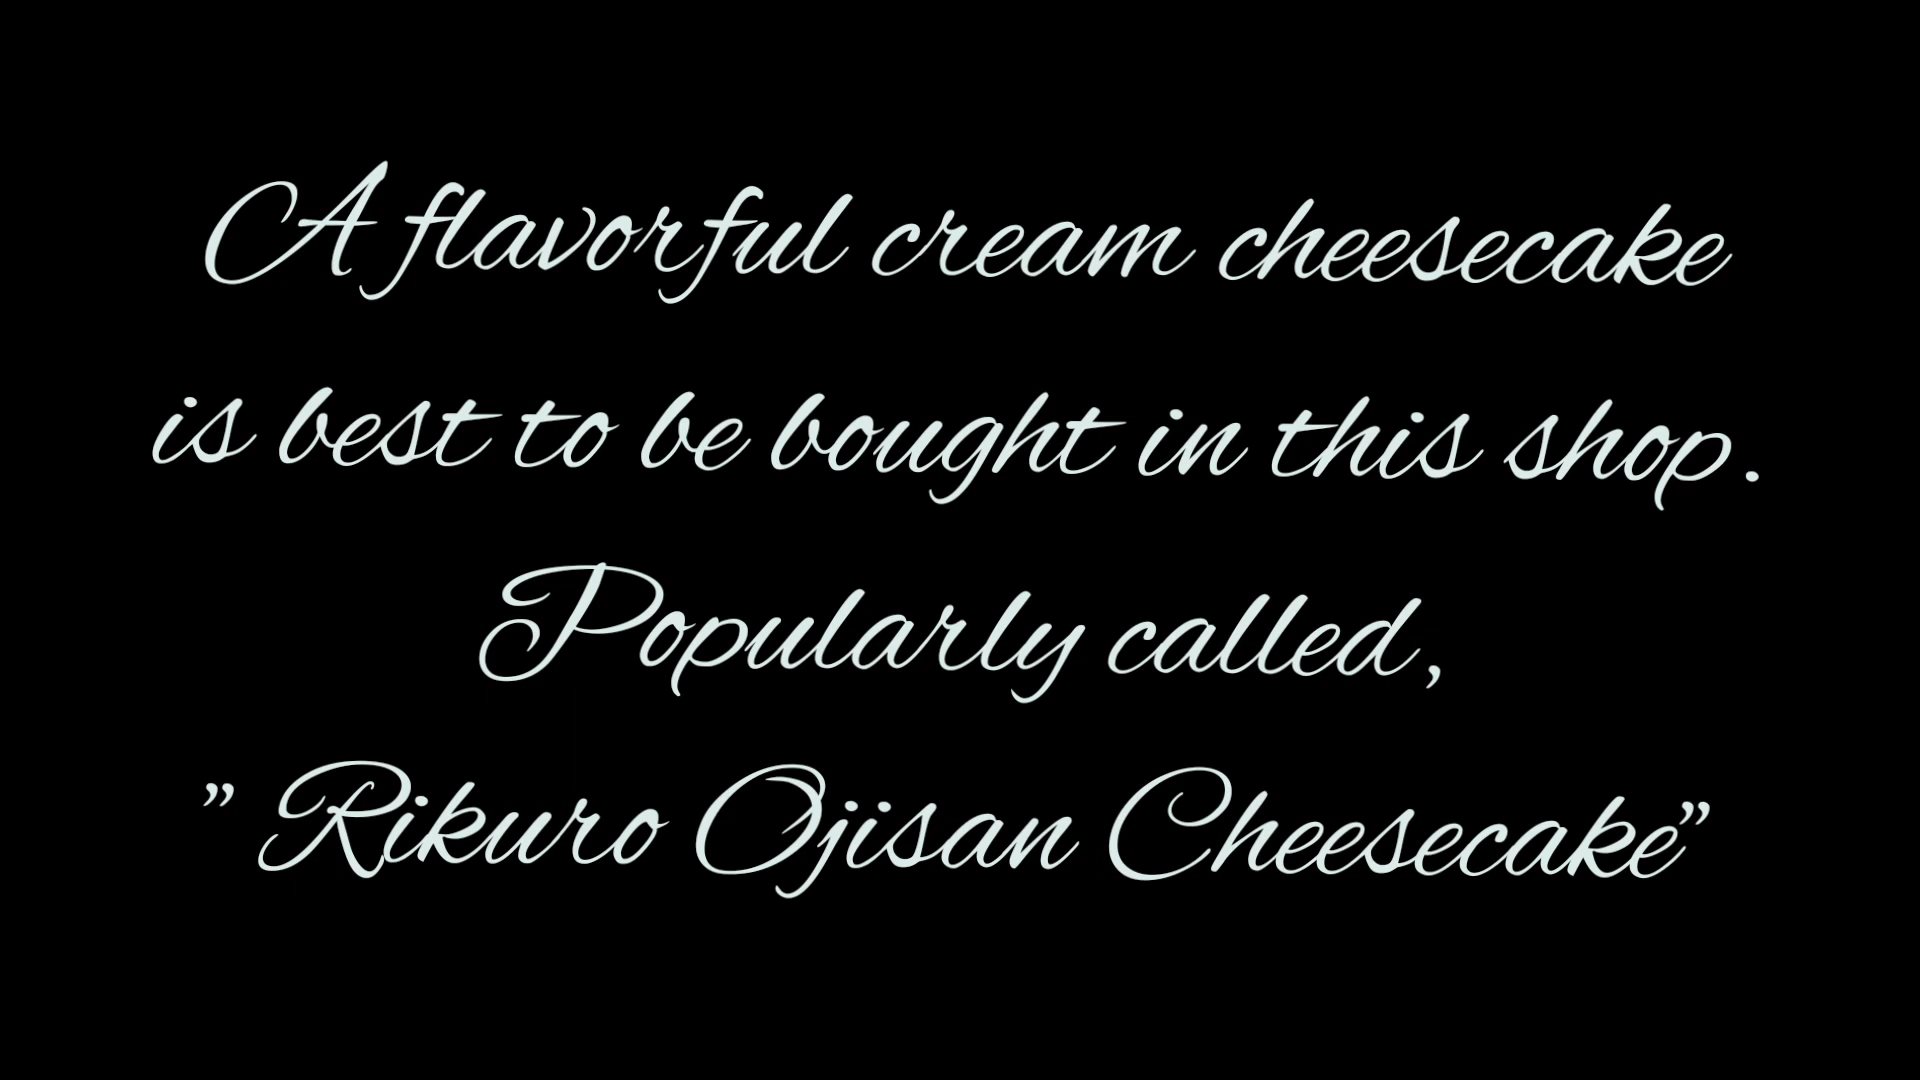 A flavorful cream cheesecake
is best to be bought in this shop.
Popularly called,
” Rikuro Ojisan Cheesecake”